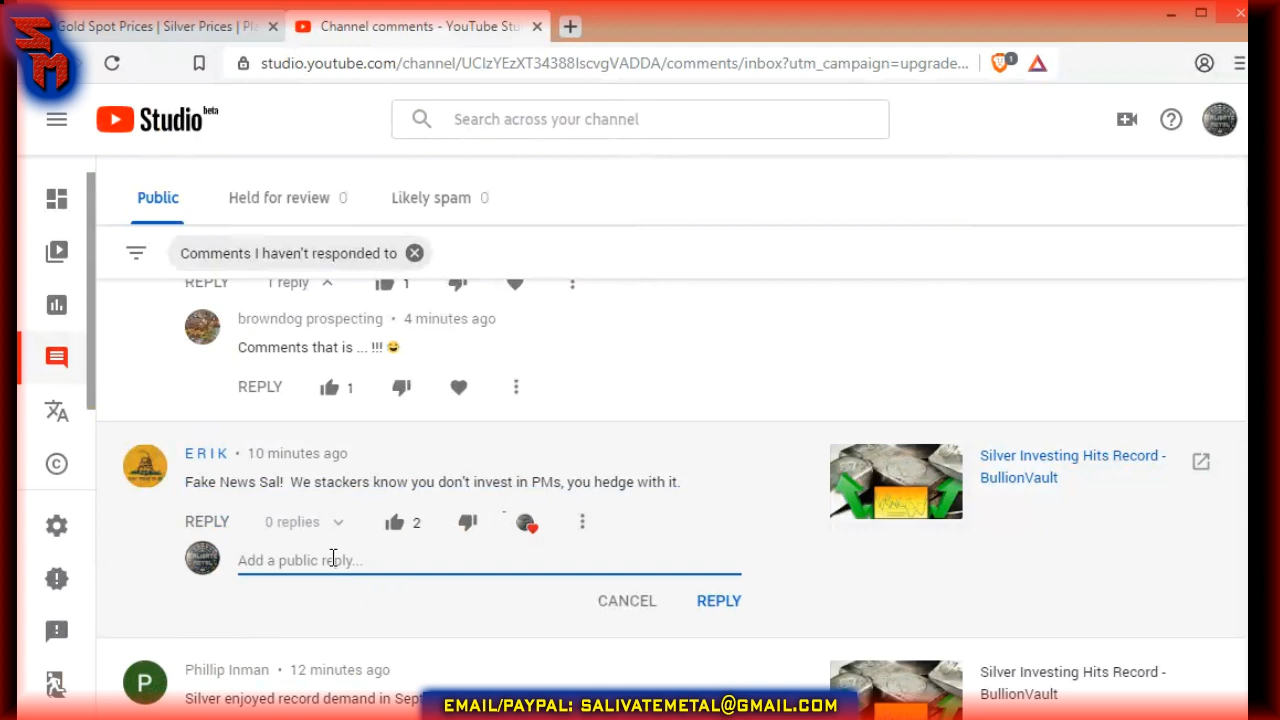 SM
Gold Spot Prices | Silver Prices | Pla
Channel comments - YouTube Stu
studio.youtube.com/channel/UCIzYEzXT34388IscvgVADDA/comments/inbox?utm_campaign=upgrade...
1
Studio beta
Search across your channel
Public
Held for review 0
Likely spam 0
Comments I haven't responded to
REPLY 1 reply 1
browndog prospecting • 4 minutes ago
Comments that is ... !!! 😄
REPLY 1
E R I K • 10 minutes ago
Fake News Sal! We stackers know you don't invest in PMs, you hedge with it.
REPLY 0 replies 2
Add a public reply...
CANCEL REPLY
Silver Investing Hits Record -
BullionVault
P
Phillip Inman • 12 minutes ago
Silver enjoyed record demand in Sept
Silver Investing Hits Record -
BullionVault
EMAIL/PAYPAL: SALIVATEMETAL@GMAIL.COM